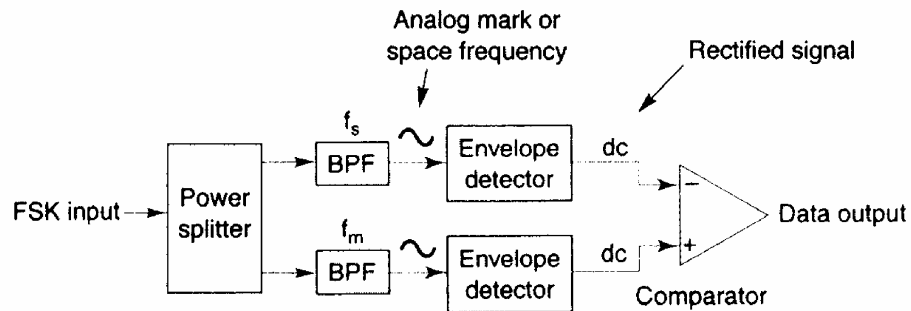 Analog mark or
space frequency
Rectified signal
f_s
BPF
Envelope
detector
dc
−
Power
splitter
FSK input
Data output
f_m
BPF
Envelope
detector
dc
+
Comparator